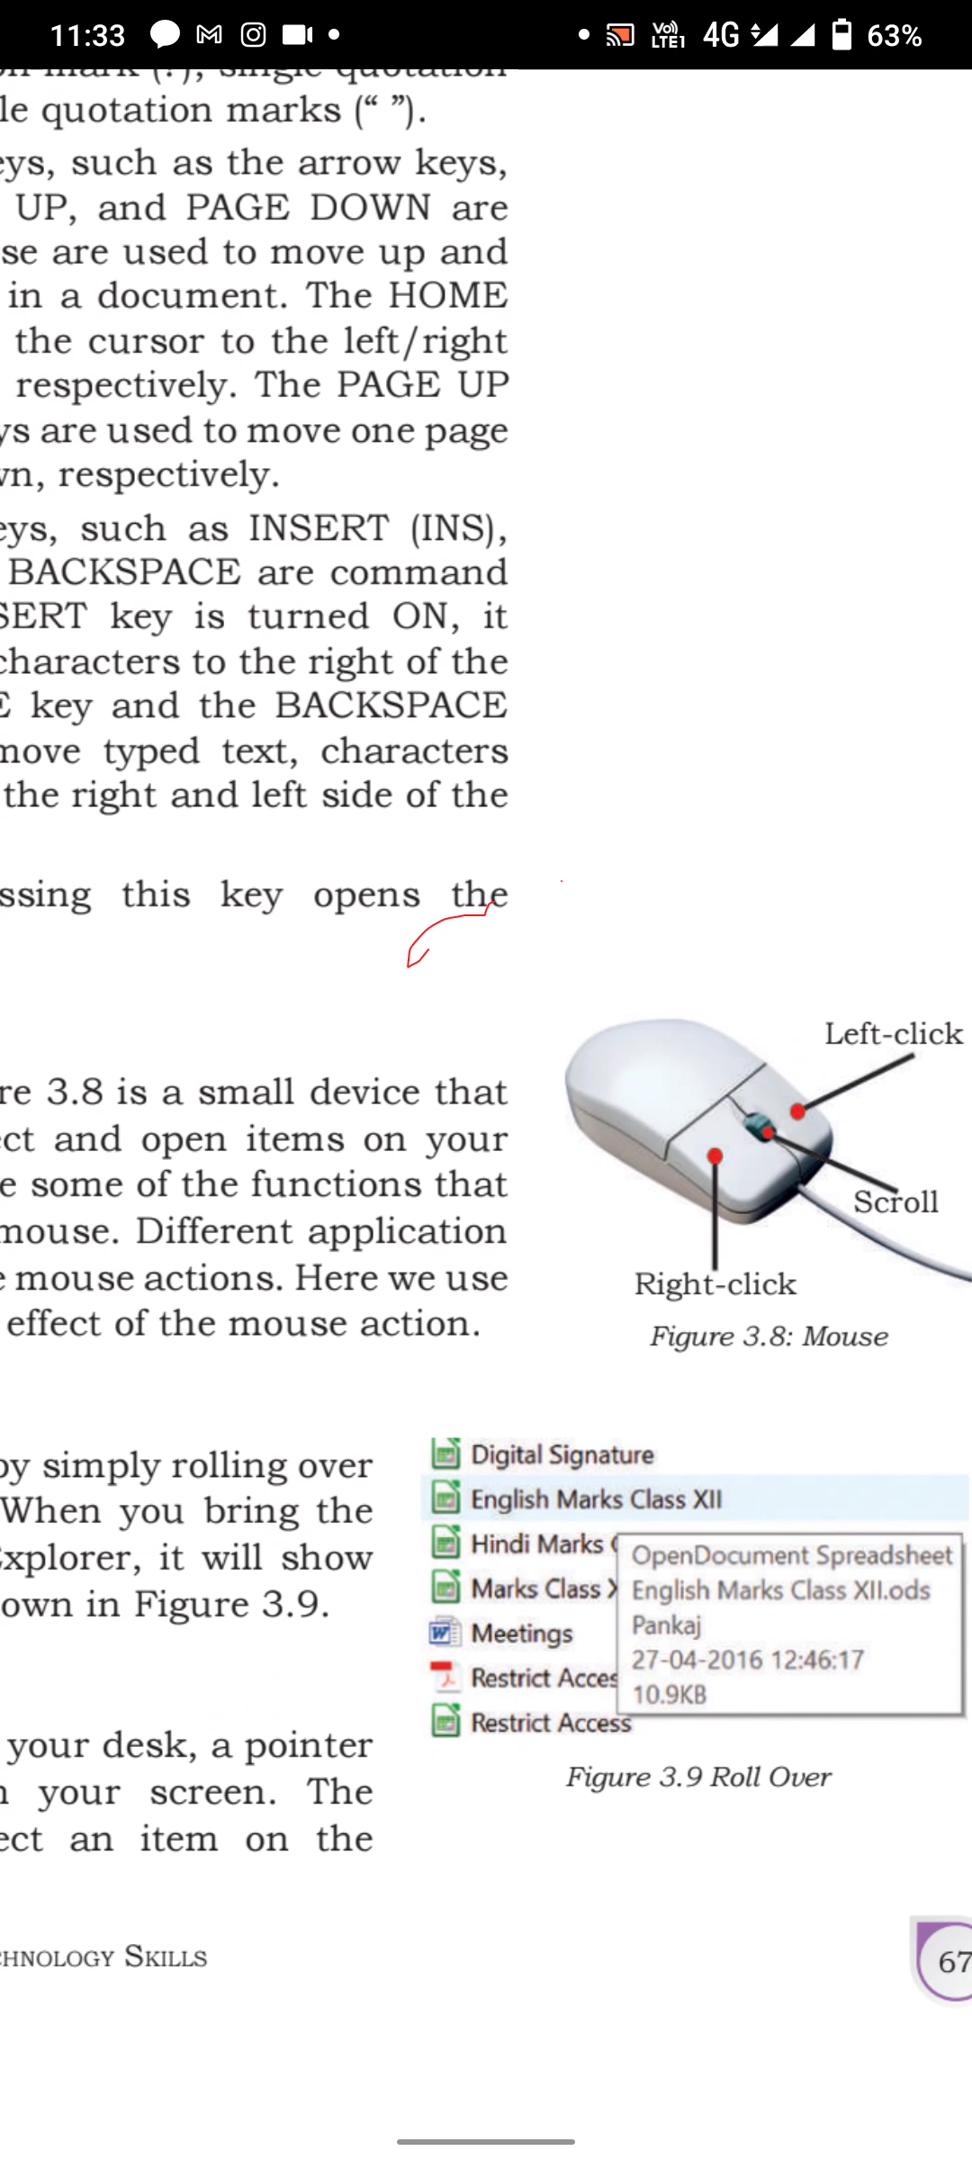 11:33
Vo))
LTE1
4G
63%
le quotation marks (“ ”).
eys, such as the arrow keys,
UP, and PAGE DOWN are
se are used to move up and
in a document. The HOME
the cursor to the left/right
respectively. The PAGE UP
ys are used to move one page
vn, respectively.
eys, such as INSERT (INS),
BACKSPACE are command
SERT key is turned ON, it
characters to the right of the
E key and the BACKSPACE
move typed text, characters
the right and left side of the
ssing this key opens the
re 3.8 is a small device that
ect and open items on your
e some of the functions that
mouse. Different application
e mouse actions. Here we use
effect of the mouse action.
Left-click
Scroll
Right-click
Figure 3.8: Mouse
by simply rolling over
When you bring the
Explorer, it will show
own in Figure 3.9.
Digital Signature
English Marks Class XII
Hindi Marks
Marks Class X
Meetings
Restrict Acces
Restrict Access
OpenDocument Spreadsheet
English Marks Class XII.ods
Pankaj
27-04-2016 12:46:17
10.9KB
Figure 3.9 Roll Over
your desk, a pointer
n your screen. The
ect an item on the
CHNOLOGY SKILLS
67